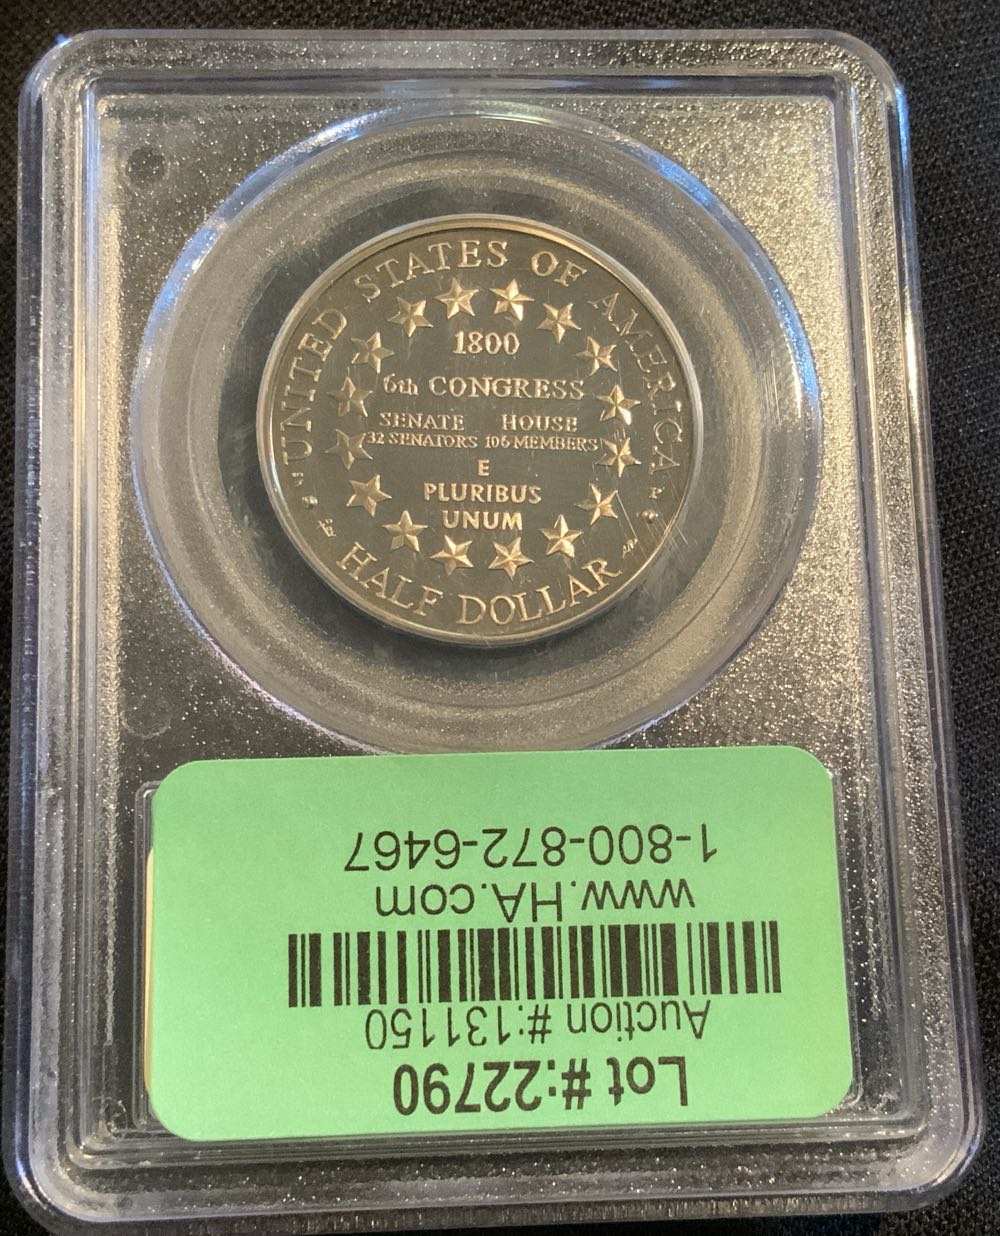 UNITED STATES OF AMERICA
1800
6th CONGRESS
SENATE HOUSE
32 SENATORS 106 MEMBERS
E
PLURIBUS
UNUM
HALF DOLLAR
Lot #:22790
Auction #:131150
www.HA.com
1-800-872-6467